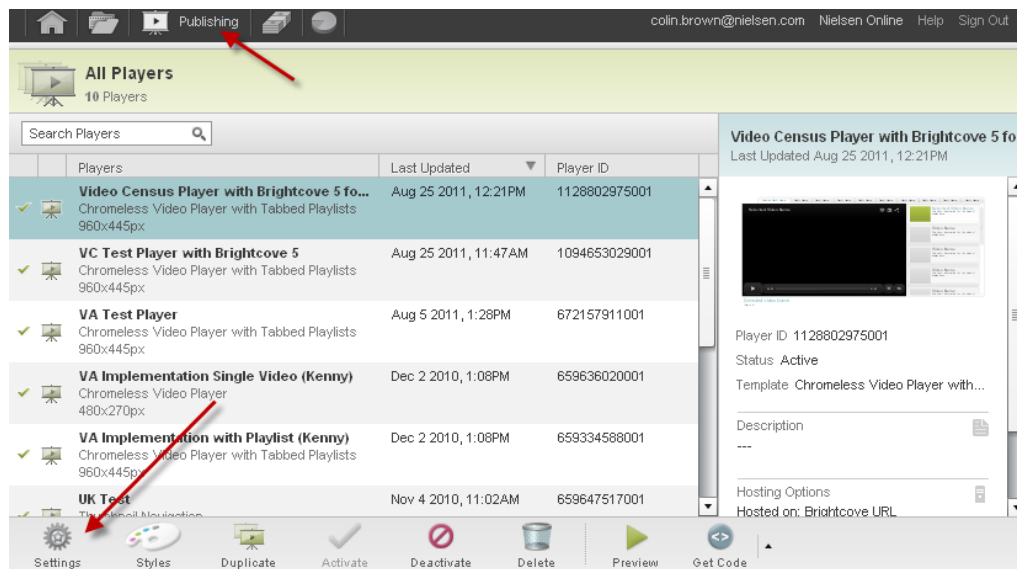 Publishing
colin.brown@nielsen.com Nielsen Online Help Sign Out
All Players
10 Players
Search Players
Players Last Updated Player ID
Video Census Player with Brightcove 5 fo... Aug 25 2011, 12:21PM 1128802975001
Chromeless Video Player with Tabbed Playlists
960x445px
VC Test Player with Brightcove 5 Aug 25 2011, 11:47AM 1094653029001
Chromeless Video Player with Tabbed Playlists
960x445px
VA Test Player Aug 5 2011, 1:28PM 672157911001
Chromeless Video Player with Tabbed Playlists
960x445px
VA Implementation Single Video (Kenny) Dec 2 2010, 1:08PM 659636020001
Chromeless Video Player
480x270px
VA Implementation with Playlist (Kenny) Dec 2 2010, 1:08PM 659334588001
Chromeless Video Player with Tabbed Playlists
960x445px
UK Test Nov 4 2010, 11:02AM 659647517001
Thumbnail Navigation
Video Census Player with Brightcove 5 fo
Last Updated Aug 25 2011, 12:21PM
Player ID 1128802975001
Status Active
Template Chromeless Video Player with...
Description
---
Hosting Options
Hosted on: Brightcove URL
Settings Styles Duplicate Activate Deactivate Delete Preview Get Code